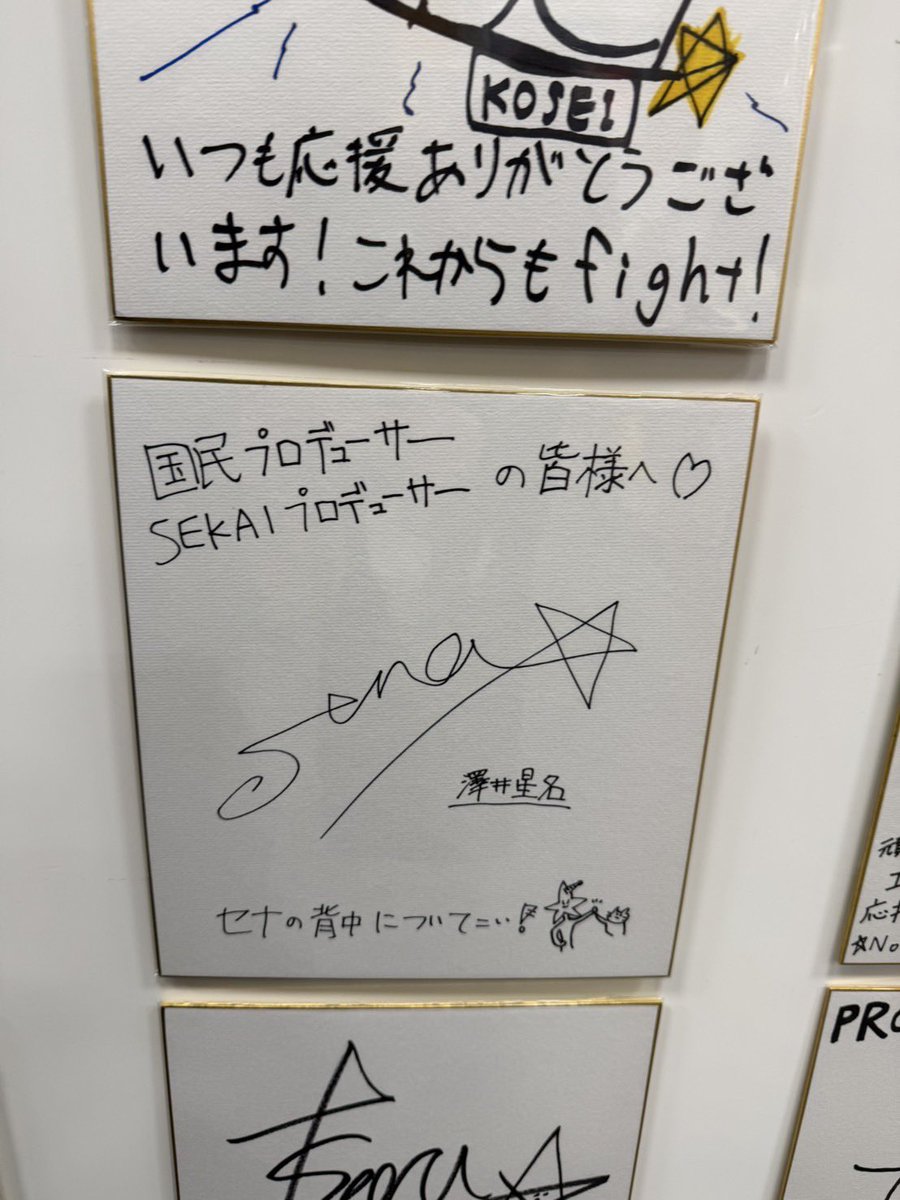 KOSEI
いつも応援ありがとうござ
います！これからもfight!
国民プロデューサー
SEKAIプロデューサー の皆様へ♡
Sena☆
澤井星名
セナの背中についてこい!!
PRO
応
☆No